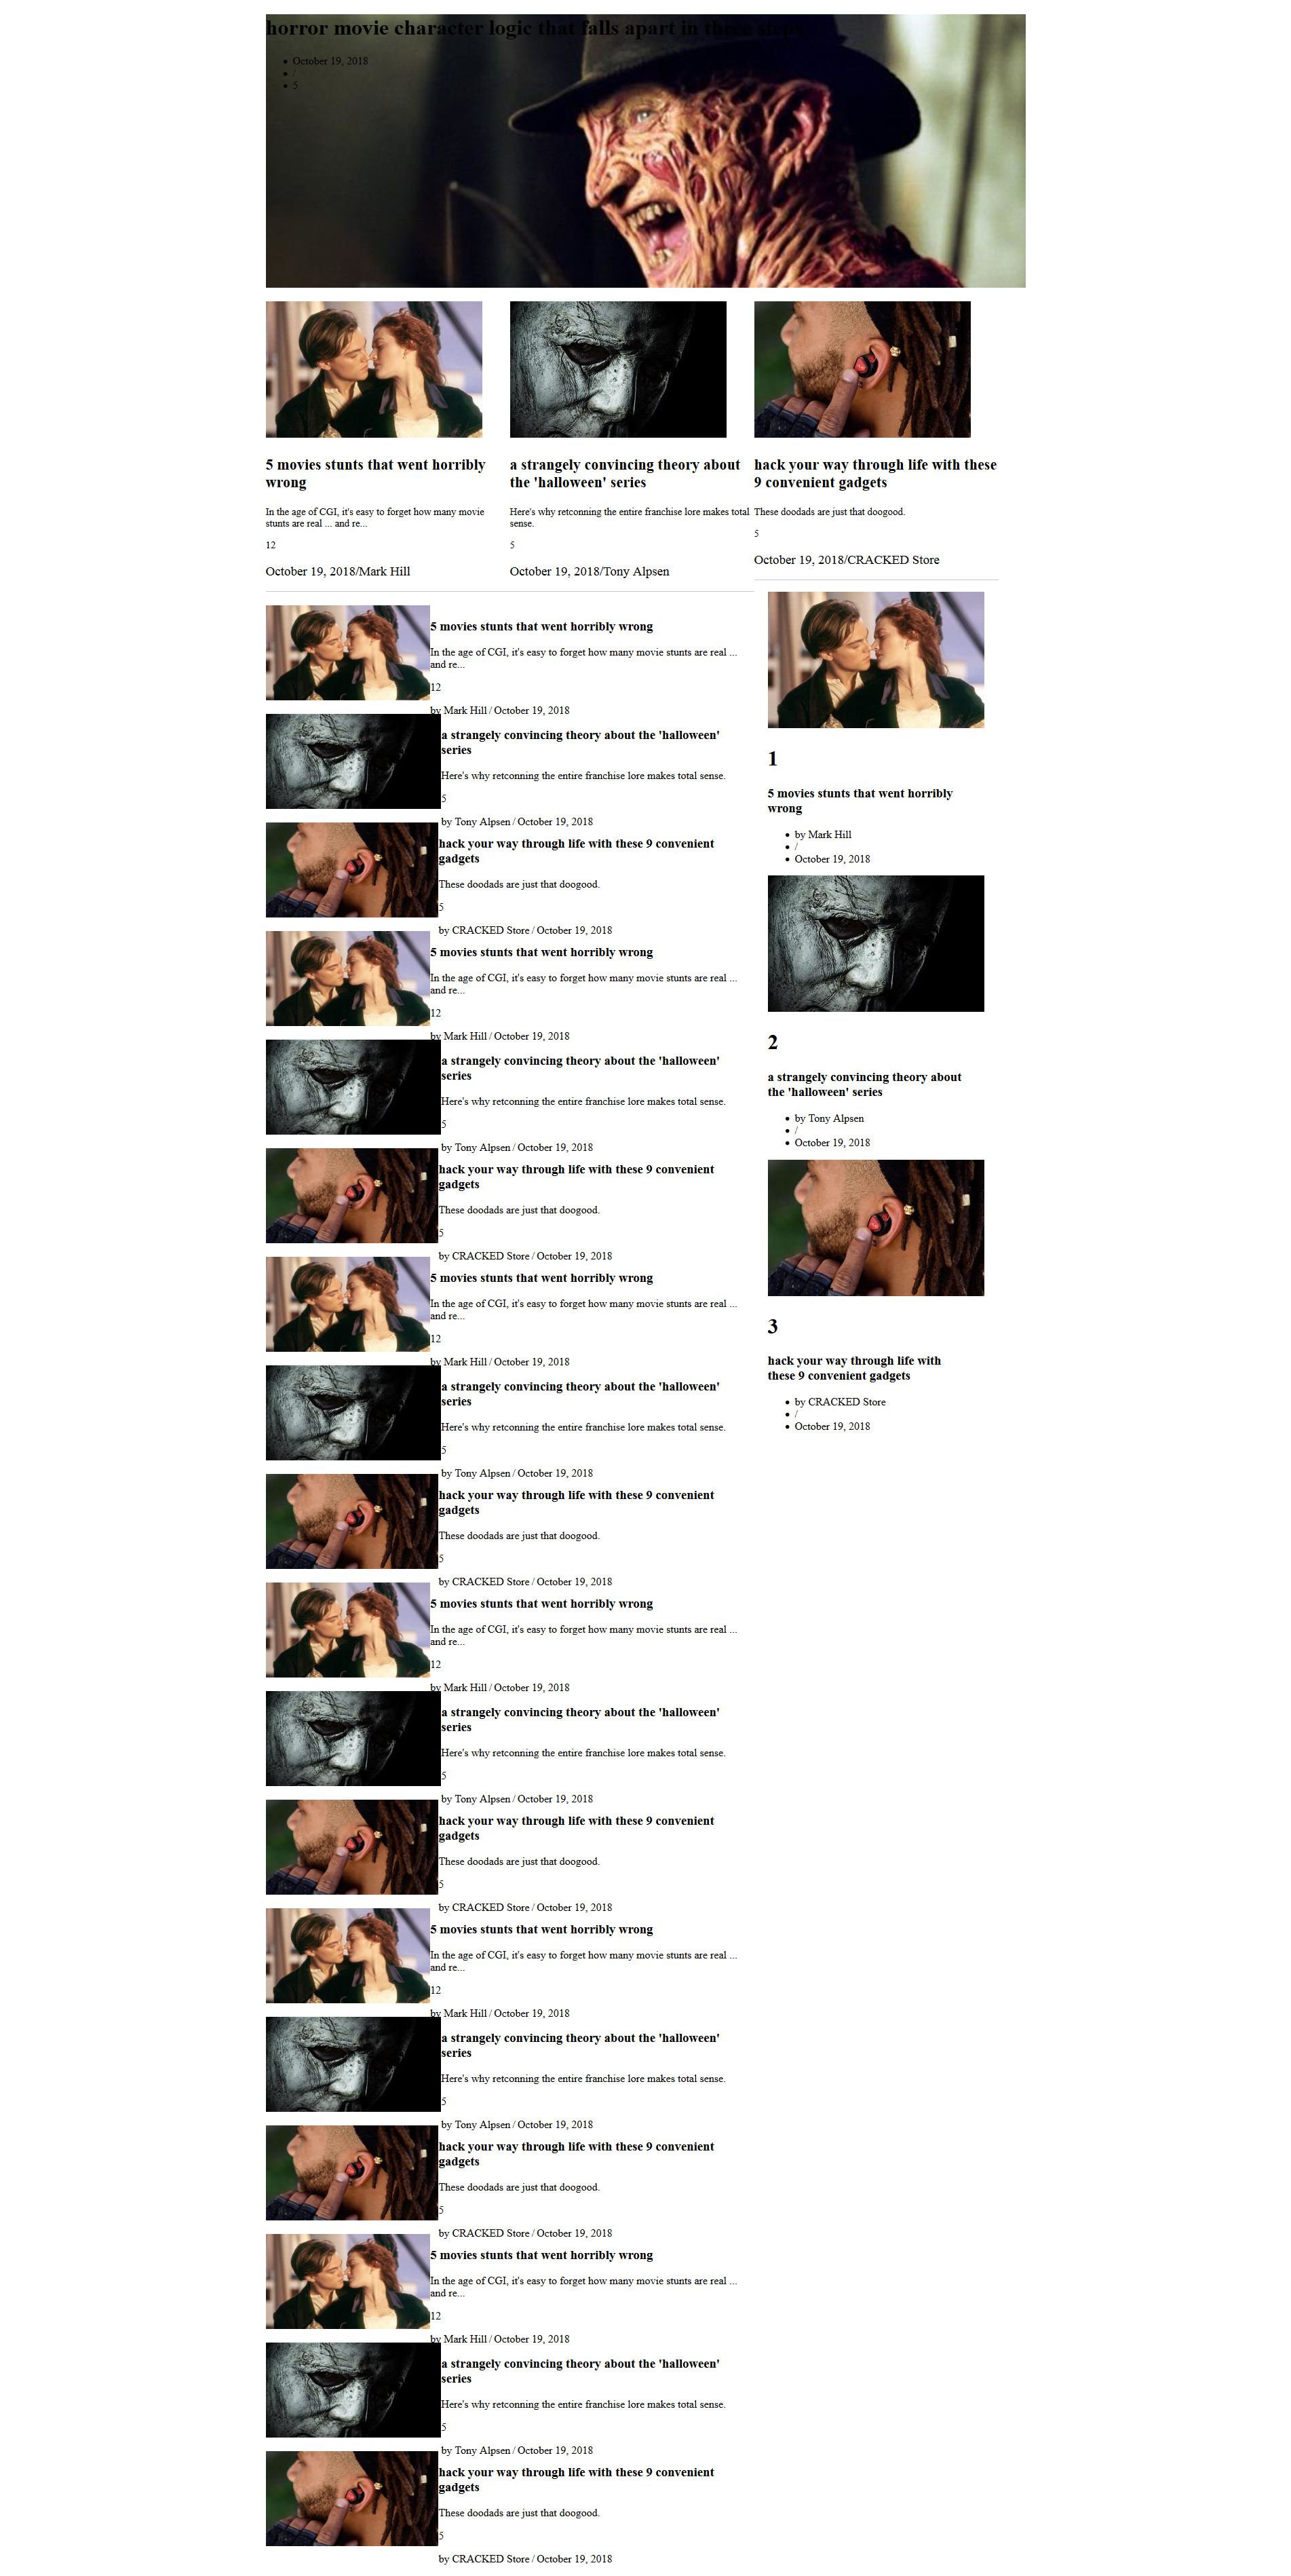 horror movie character logic that falls apart in three steps
October 19, 2018
/
5
5 movies stunts that went horribly
wrong
In the age of CGI, it's easy to forget how many movie
stunts are real ... and re...
12
October 19, 2018/Mark Hill
a strangely convincing theory about
the 'halloween' series
Here's why retconning the entire franchise lore makes total
sense.
5
October 19, 2018/Tony Alpsen
hack your way through life with these
9 convenient gadgets
These doodads are just that doogood.
5
October 19, 2018/CRACKED Store
5 movies stunts that went horribly wrong
In the age of CGI, it's easy to forget how many movie stunts are real ...
and re...
12
by Mark Hill / October 19, 2018
a strangely convincing theory about the 'halloween'
series
Here's why retconning the entire franchise lore makes total sense.
5
by Tony Alpsen / October 19, 2018
hack your way through life with these 9 convenient
gadgets
These doodads are just that doogood.
5
by CRACKED Store / October 19, 2018
5 movies stunts that went horribly wrong
In the age of CGI, it's easy to forget how many movie stunts are real ...
and re...
12
by Mark Hill / October 19, 2018
a strangely convincing theory about the 'halloween'
series
Here's why retconning the entire franchise lore makes total sense.
5
by Tony Alpsen / October 19, 2018
hack your way through life with these 9 convenient
gadgets
These doodads are just that doogood.
5
by CRACKED Store / October 19, 2018
5 movies stunts that went horribly wrong
In the age of CGI, it's easy to forget how many movie stunts are real ...
and re...
12
by Mark Hill / October 19, 2018
a strangely convincing theory about the 'halloween'
series
Here's why retconning the entire franchise lore makes total sense.
5
by Tony Alpsen / October 19, 2018
hack your way through life with these 9 convenient
gadgets
These doodads are just that doogood.
5
by CRACKED Store / October 19, 2018
5 movies stunts that went horribly wrong
In the age of CGI, it's easy to forget how many movie stunts are real ...
and re...
12
by Mark Hill / October 19, 2018
a strangely convincing theory about the 'halloween'
series
Here's why retconning the entire franchise lore makes total sense.
5
by Tony Alpsen / October 19, 2018
hack your way through life with these 9 convenient
gadgets
These doodads are just that doogood.
5
by CRACKED Store / October 19, 2018
5 movies stunts that went horribly wrong
In the age of CGI, it's easy to forget how many movie stunts are real ...
and re...
12
by Mark Hill / October 19, 2018
a strangely convincing theory about the 'halloween'
series
Here's why retconning the entire franchise lore makes total sense.
5
by Tony Alpsen / October 19, 2018
hack your way through life with these 9 convenient
gadgets
These doodads are just that doogood.
5
by CRACKED Store / October 19, 2018
5 movies stunts that went horribly wrong
In the age of CGI, it's easy to forget how many movie stunts are real ...
and re...
12
by Mark Hill / October 19, 2018
a strangely convincing theory about the 'halloween'
series
Here's why retconning the entire franchise lore makes total sense.
5
by Tony Alpsen / October 19, 2018
hack your way through life with these 9 convenient
gadgets
These doodads are just that doogood.
5
by CRACKED Store / October 19, 2018
1
5 movies stunts that went horribly
wrong
by Mark Hill
/
October 19, 2018
2
a strangely convincing theory about
the 'halloween' series
by Tony Alpsen
/
October 19, 2018
3
hack your way through life with
these 9 convenient gadgets
by CRACKED Store
/
October 19, 2018